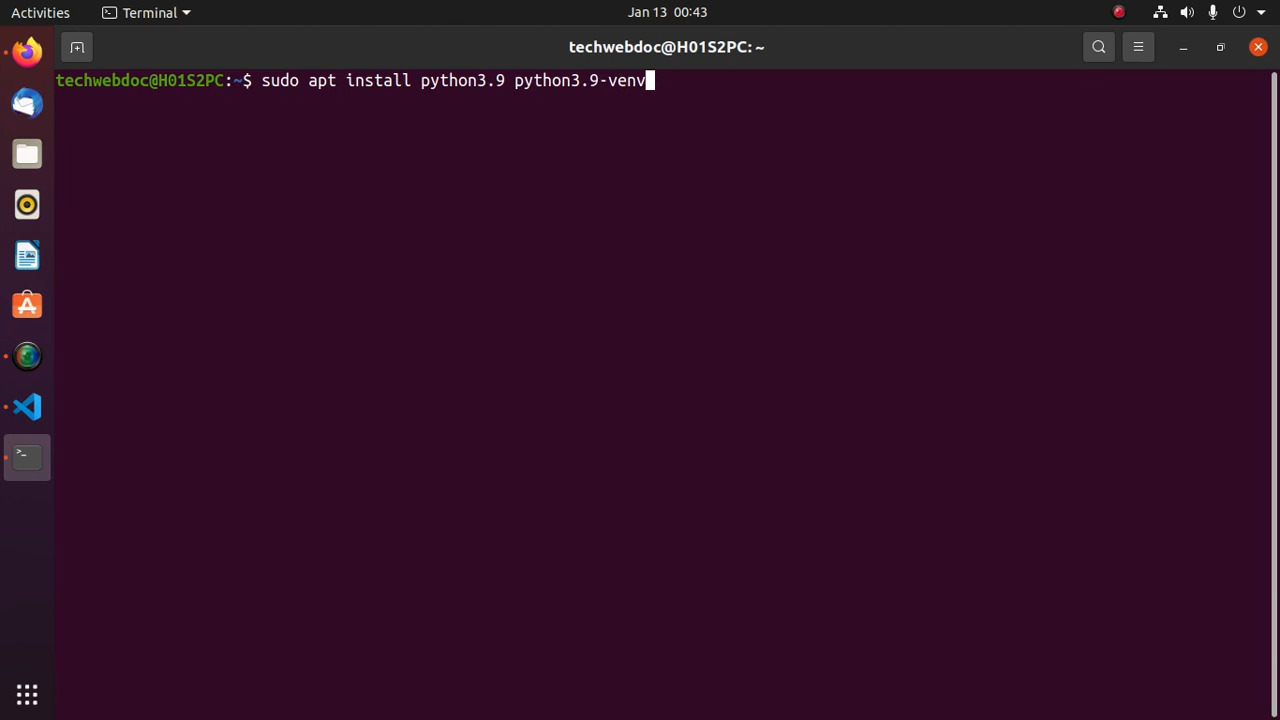 Activities
Terminal
Jan 13 00:43
techwebdoc@H01S2PC: ~
techwebdoc@H01S2PC:~$ sudo apt install python3.9 python3.9-venv